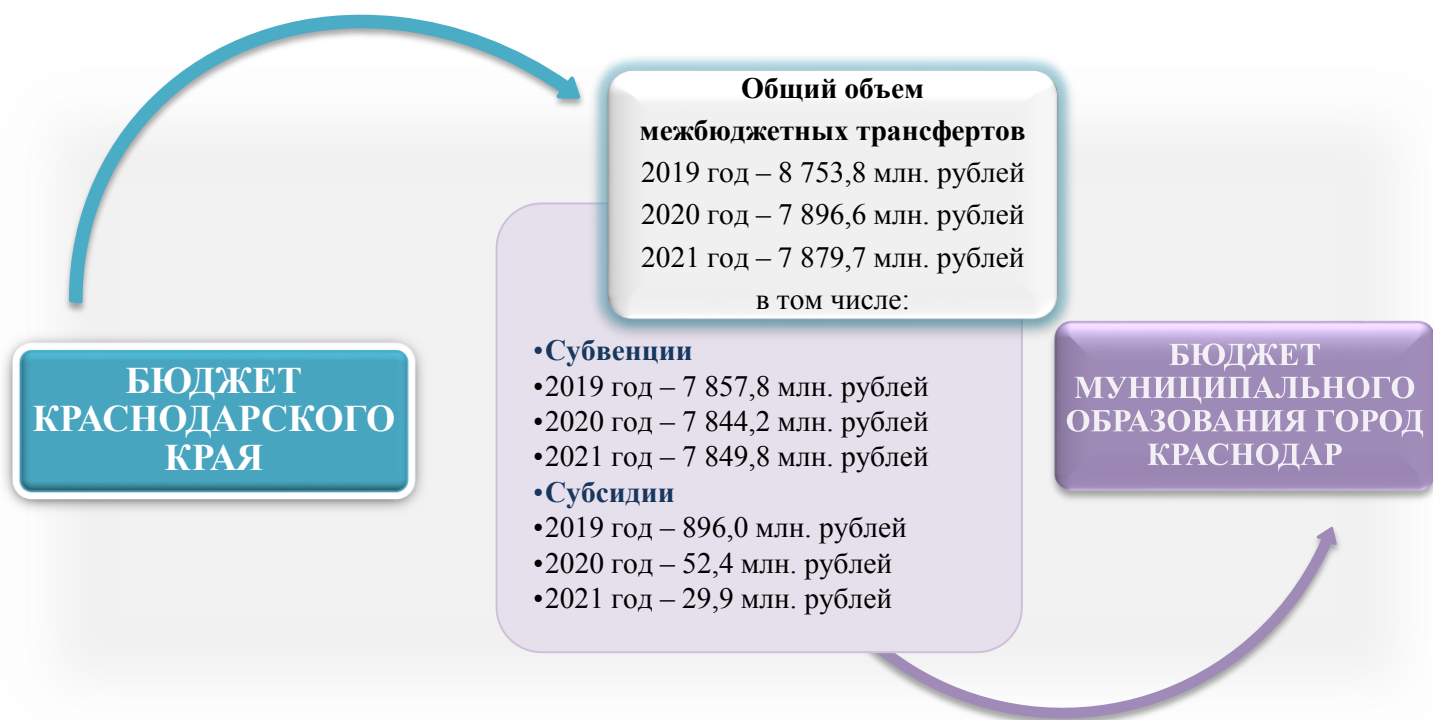 Общий объем
межбюджетных трансфертов
2019 год – 8 753,8 млн. рублей
2020 год – 7 896,6 млн. рублей
2021 год – 7 879,7 млн. рублей
в том числе:
БЮДЖЕТ
КРАСНОДАРСКОГО
КРАЯ
•Субвенции
•2019 год – 7 857,8 млн. рублей
•2020 год – 7 844,2 млн. рублей
•2021 год – 7 849,8 млн. рублей
•Субсидии
•2019 год – 896,0 млн. рублей
•2020 год – 52,4 млн. рублей
•2021 год – 29,9 млн. рублей
БЮДЖЕТ
МУНИЦИПАЛЬНОГО
ОБРАЗОВАНИЯ ГОРОД
КРАСНОДАР